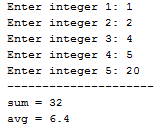 Enter integer 1: 1
Enter integer 2: 2
Enter integer 3: 4
Enter integer 4: 5
Enter integer 5: 20
---------------------
sum = 32
avg = 6.4